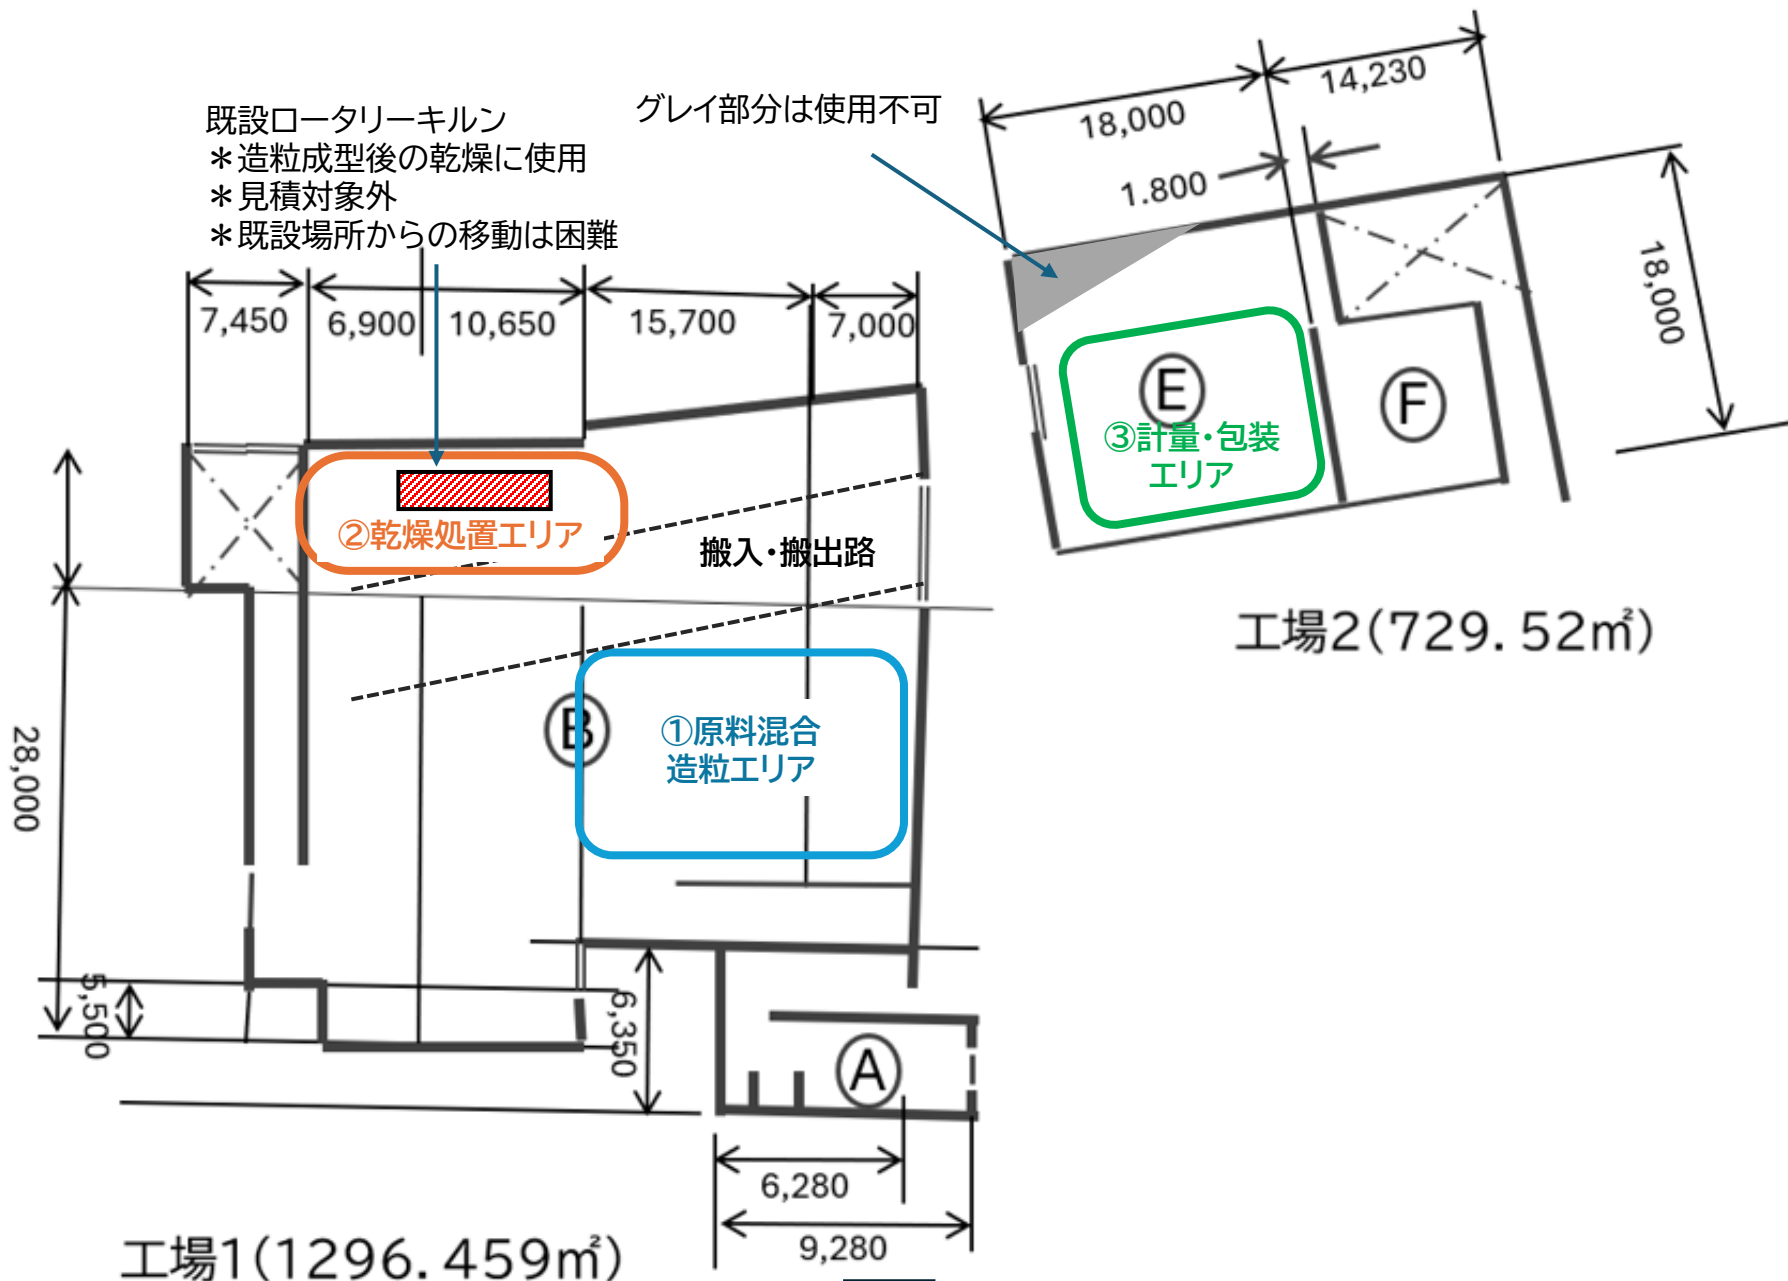 既設ロータリーキルン
＊造粒成型後の乾燥に使用
＊見積対象外
＊既設場所からの移動は困難
グレイ部分は使用不可
18,000
14,230
1.800
18,000
7,450
6,900
10,650
15,700
7,000
E
F
③計量・包装
エリア
②乾燥処置エリア
搬入・搬出路
工場2(729.52㎡)
B
①原料混合
造粒エリア
28,000
5,500
6,350
A
6,280
9,280
工場1(1296.459㎡)